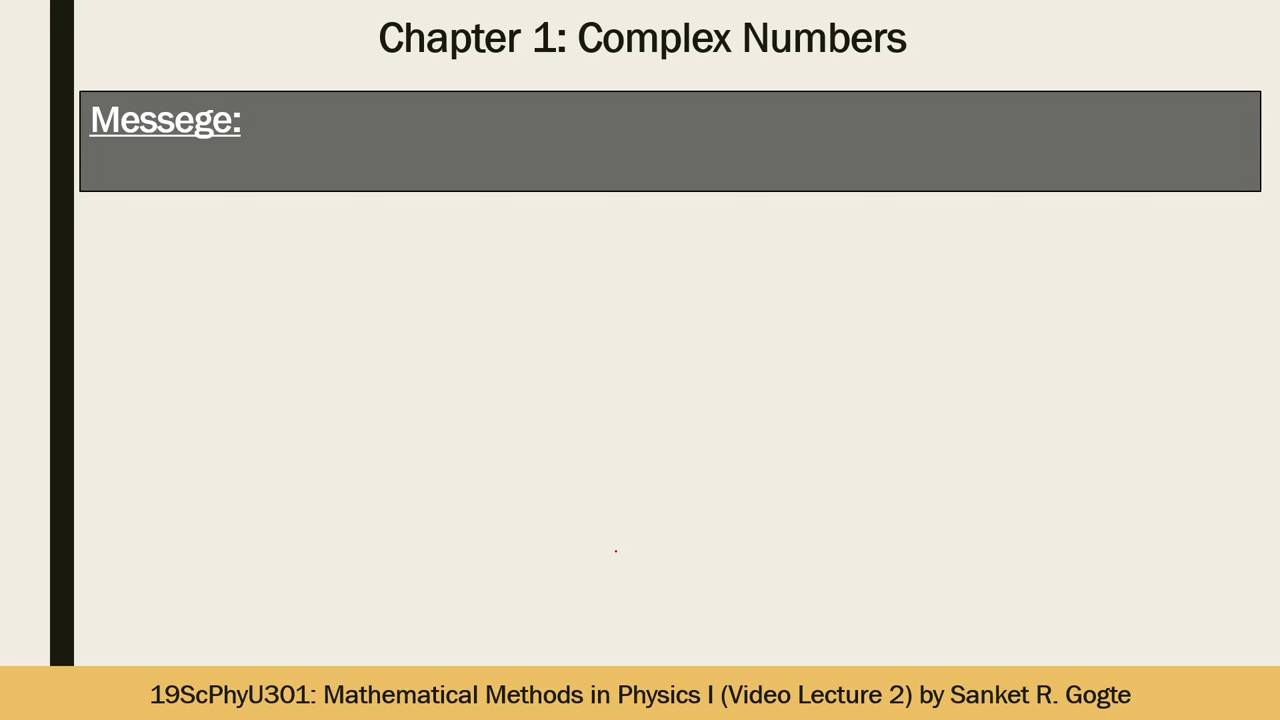 Chapter 1: Complex Numbers
Messege:
19ScPhyU301: Mathematical Methods in Physics I (Video Lecture 2) by Sanket R. Gogte